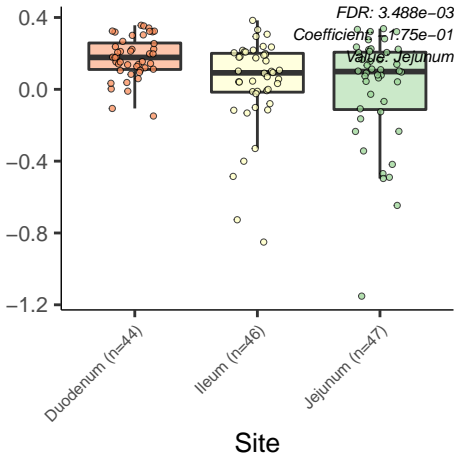 FDR: 3.488e−03
Coefficient: −1.75e−01
Value: Jejunum
0.4
0.0
−0.4
−0.8
−1.2
Duodenum (n=44)
Ileum (n=46)
Jejunum (n=47)
Site